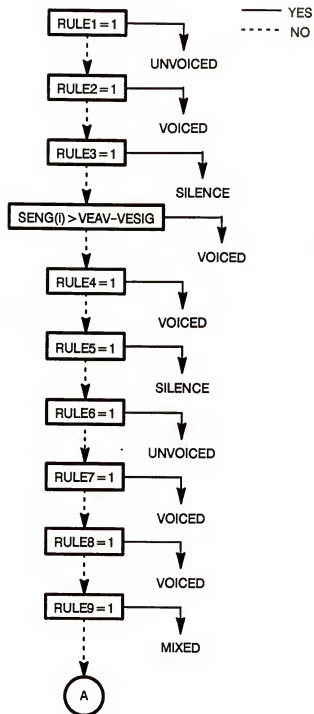 YES
RULE1=1
NO
UNVOICED
RULE2=1
VOICED
RULE3=1
SILENCE
SENG(i)>VEAV-VESIG
VOICED
RULE4=1
VOICED
RULE5=1
SILENCE
RULE6=1
UNVOICED
RULE7=1
VOICED
RULE8=1
VOICED
RULE9=1
MIXED
A